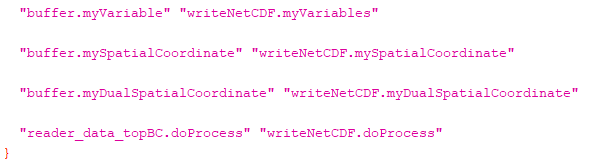 "buffer.myVariable" "writeNetCDF.myVariables"
"buffer.mySpatialCoordinate" "writeNetCDF.mySpatialCoordinate"
"buffer.myDualSpatialCoordinate" "writeNetCDF.myDualSpatialCoordinate"
"reader_data_topBC.doProcess" "writeNetCDF.doProcess"
}